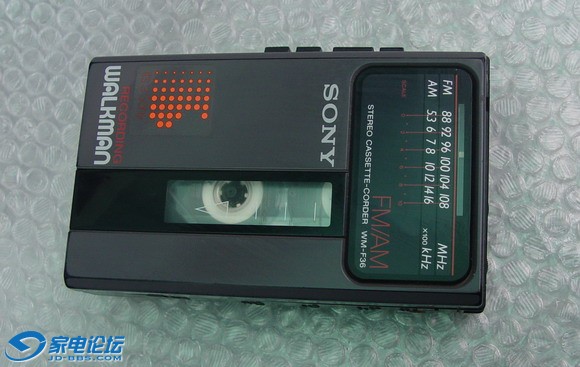 FM 88 92 96 100 104 108 MHz
AM 53 6 7 8 10 12 14 16 x100 kHz
FM/AM
STEREO CASSETTE-CORDER WM-F36
SONY
RECORDING
WALKMAN
家电论坛
JD-BBS.COM